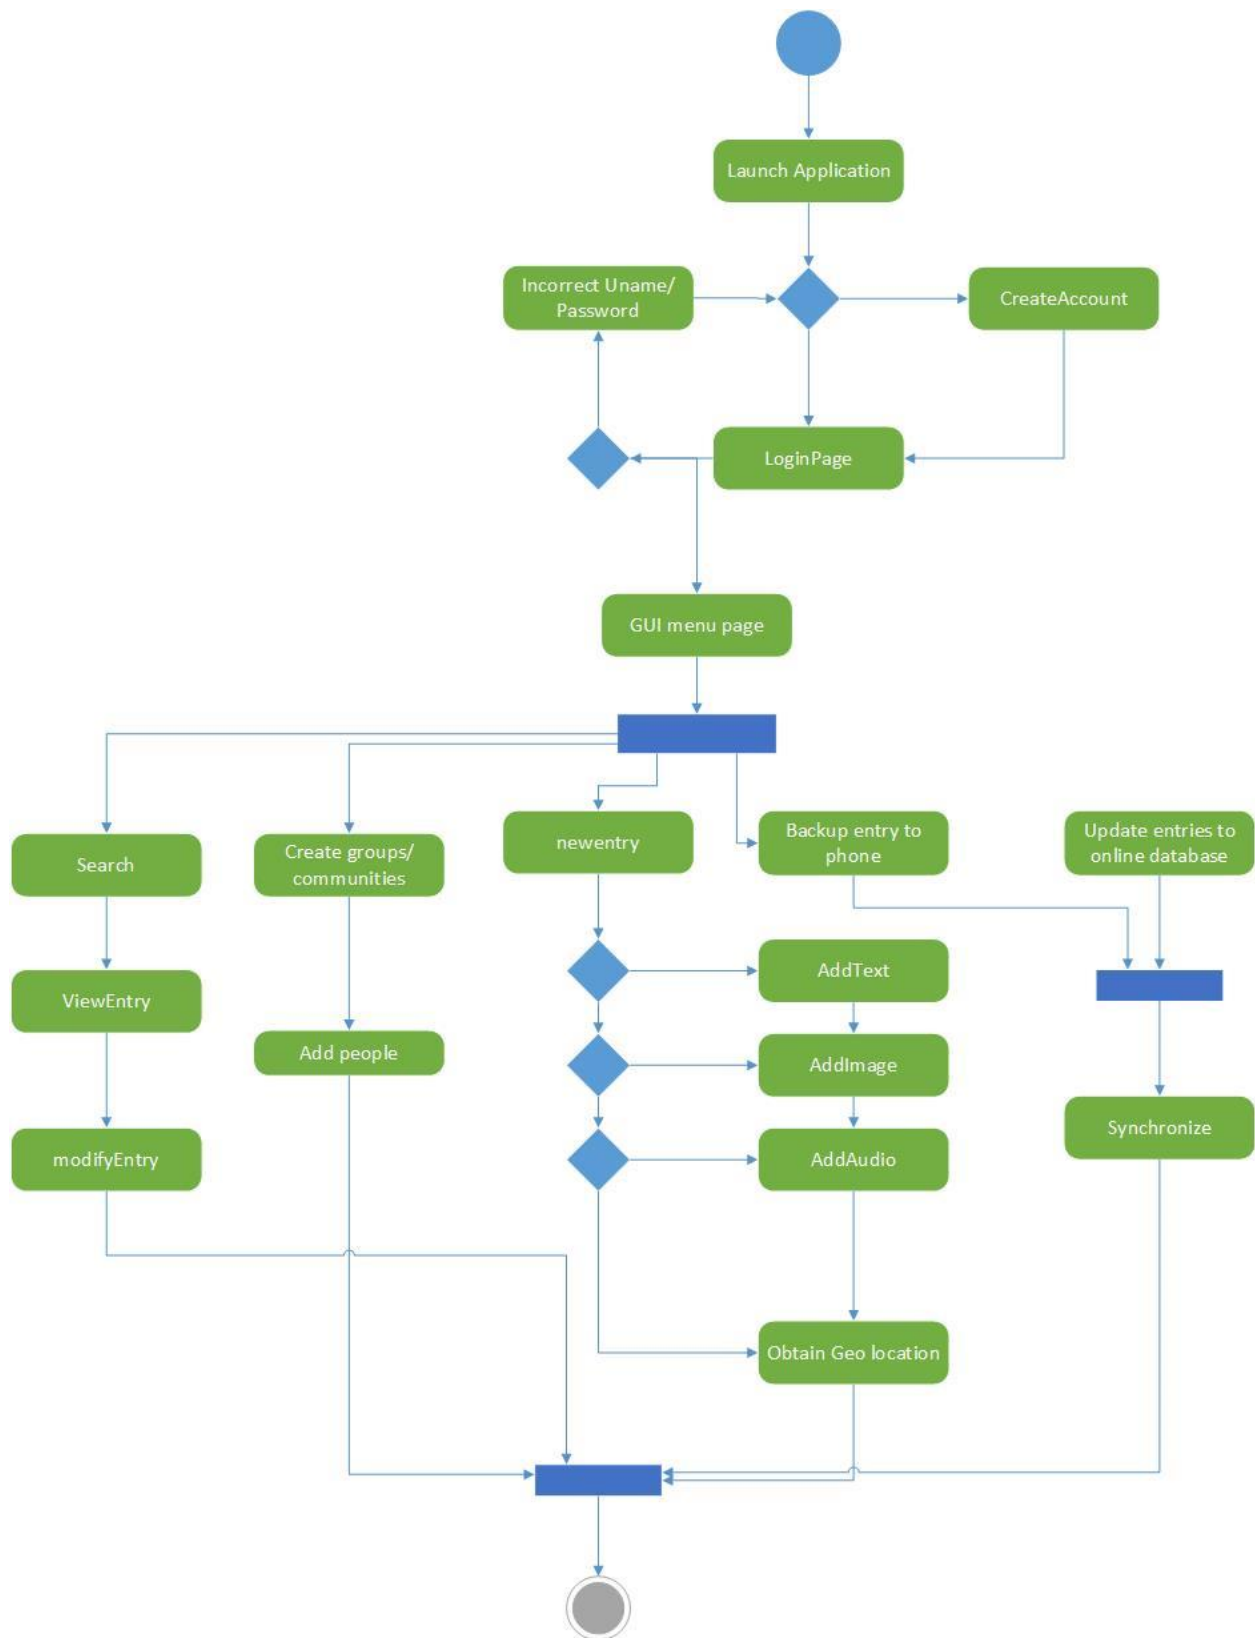 Launch Application
Incorrect Uname/
Password
CreateAccount
LoginPage
GUI menu page
Search
Create groups/
communities
newentry
Backup entry to
phone
Update entries to
online database
ViewEntry
AddText
Add people
AddImage
modifyEntry
AddAudio
Synchronize
Obtain Geo location